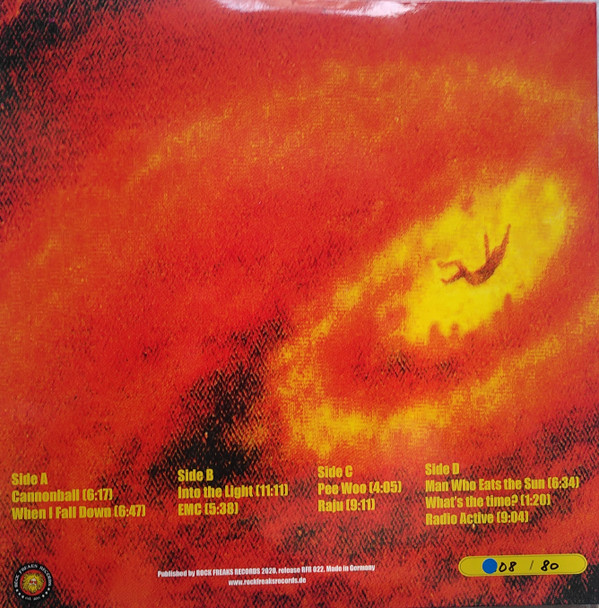 Side A
Cannonball (6:17)
When I Fall Down (6:47)
Side B
Into the Light (11:11)
EMC (5:38)
Side C
Pee Woo (4:05)
Raju (9:11)
Side D
Man Who Eats the Sun (6:34)
What's the time? (1:20)
Radio Active (9:04)
ROCK FREAKS RECORDS
Published by ROCK FREAKS RECORDS 2020, release RFR 022. Made in Germany
www.rockfreaksrecords.de
08 / 80